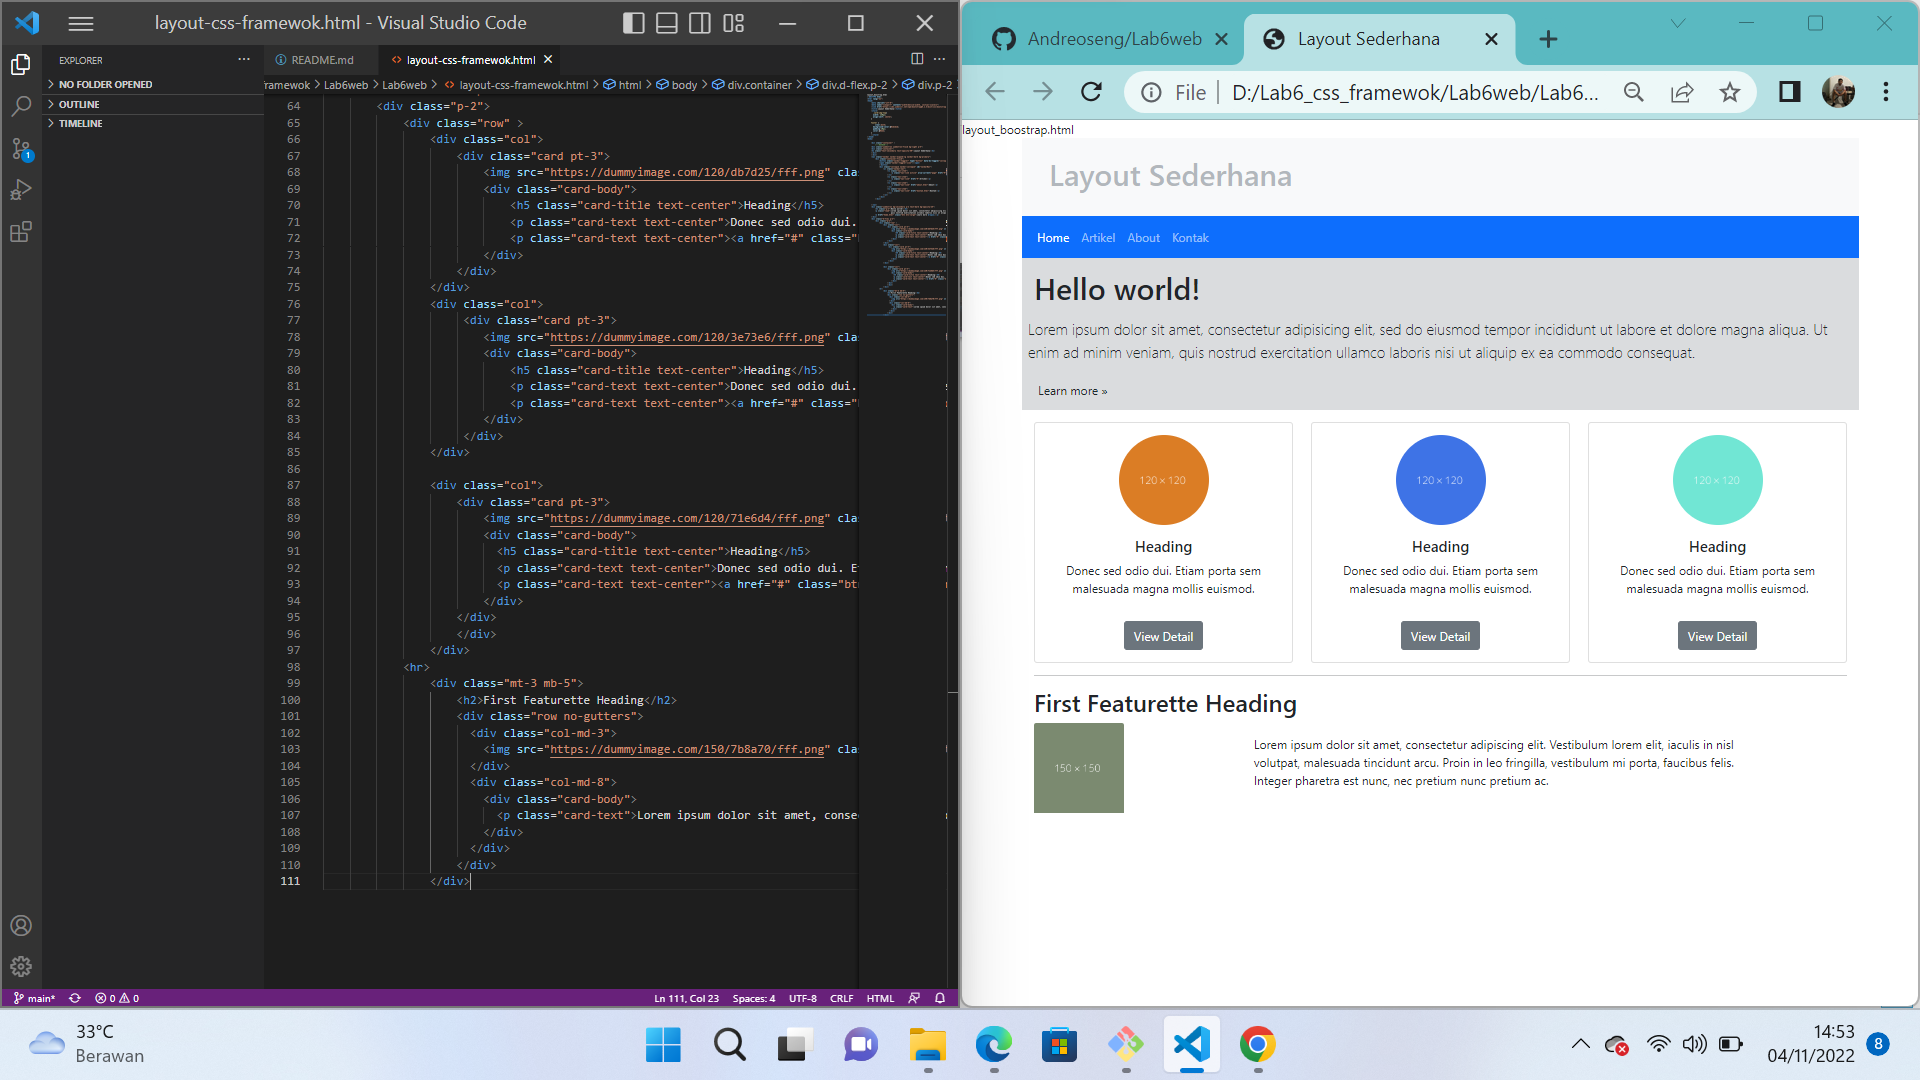 layout-css-framewok.html - Visual Studio Code
EXPLORER
NO FOLDER OPENED
OUTLINE
TIMELINE
README.md
layout-css-framewok.html
ramewok > Lab6web > Lab6web > layout-css-framewok.html > html > body > div.container > div.d-flex.p-2 > div.p-2
64 <div class="p-2">
65 <div class="row" >
66 <div class="col">
67 <div class="card pt-3">
68 <img src="https://dummyimage.com/120/db7d25/fff.png" clas
69 <div class="card-body">
70 <h5 class="card-title text-center">Heading</h5>
71 <p class="card-text text-center">Donec sed odio dui.
72 <p class="card-text text-center"><a href="#" class="
73 </div>
74 </div>
75 </div>
76 <div class="col">
77 <div class="card pt-3">
78 <img src="https://dummyimage.com/120/3e73e6/fff.png" clas
79 <div class="card-body">
80 <h5 class="card-title text-center">Heading</h5>
81 <p class="card-text text-center">Donec sed odio dui.
82 <p class="card-text text-center"><a href="#" class="
83 </div>
84 </div>
85 </div>
86
87 <div class="col">
88 <div class="card pt-3">
89 <img src="https://dummyimage.com/120/71e6d4/fff.png" clas
90 <div class="card-body">
91 <h5 class="card-title text-center">Heading</h5>
92 <p class="card-text text-center">Donec sed odio dui. E
93 <p class="card-text text-center"><a href="#" class="bt
94 </div>
95 </div>
96 </div>
97 </div>
98 <hr>
99 <div class="mt-3 mb-5">
100 <h2>First Featurette Heading</h2>
101 <div class="row no-gutters">
102 <div class="col-md-3">
103 <img src="https://dummyimage.com/150/7b8a70/fff.png" clas
104 </div>
105 <div class="col-md-8">
106 <div class="card-body">
107 <p class="card-text">Lorem ipsum dolor sit amet, conse
108 </div>
109 </div>
110 </div>
111 </div>
main* 0 0
Ln 111, Col 23 Spaces: 4 UTF-8 CRLF HTML
Andreoseng/Lab6web
Layout Sederhana
File D:/Lab6_css_framewok/Lab6web/Lab6...
layout_boostrap.html
Layout Sederhana
Home Artikel About Kontak
Hello world!
Lorem ipsum dolor sit amet, consectetur adipisicing elit, sed do eiusmod tempor incididunt ut labore et dolore magna aliqua. Ut
enim ad minim veniam, quis nostrud exercitation ullamco laboris nisi ut aliquip ex ea commodo consequat.
Learn more »
120 × 120
Heading
Donec sed odio dui. Etiam porta sem
malesuada magna mollis euismod.
View Detail
120 × 120
Heading
Donec sed odio dui. Etiam porta sem
malesuada magna mollis euismod.
View Detail
120 × 120
Heading
Donec sed odio dui. Etiam porta sem
malesuada magna mollis euismod.
View Detail
First Featurette Heading
150 × 150
Lorem ipsum dolor sit amet, consectetur adipiscing elit. Vestibulum lorem elit, iaculis in nisl
volutpat, malesuada tincidunt arcu. Proin in leo fringilla, vestibulum mi porta, faucibus felis.
Integer pharetra est nunc, nec pretium nunc pretium ac.
33°C
Berawan
14:53
04/11/2022
8